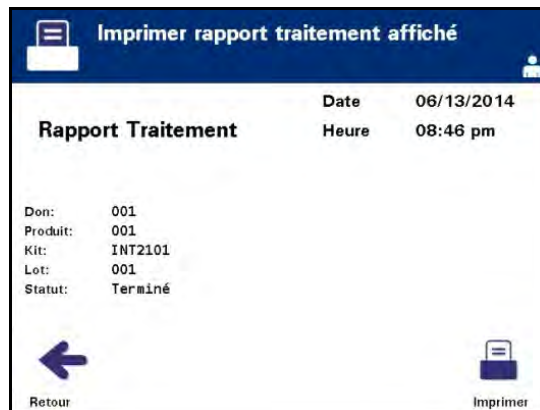 Imprimer rapport traitement affiché
Date 06/13/2014
Rapport Traitement
Heure 08:46 pm
Don: 001
Produit: 001
Kit: INT2101
Lot: 001
Statut: Terminé
Retour
Imprimer